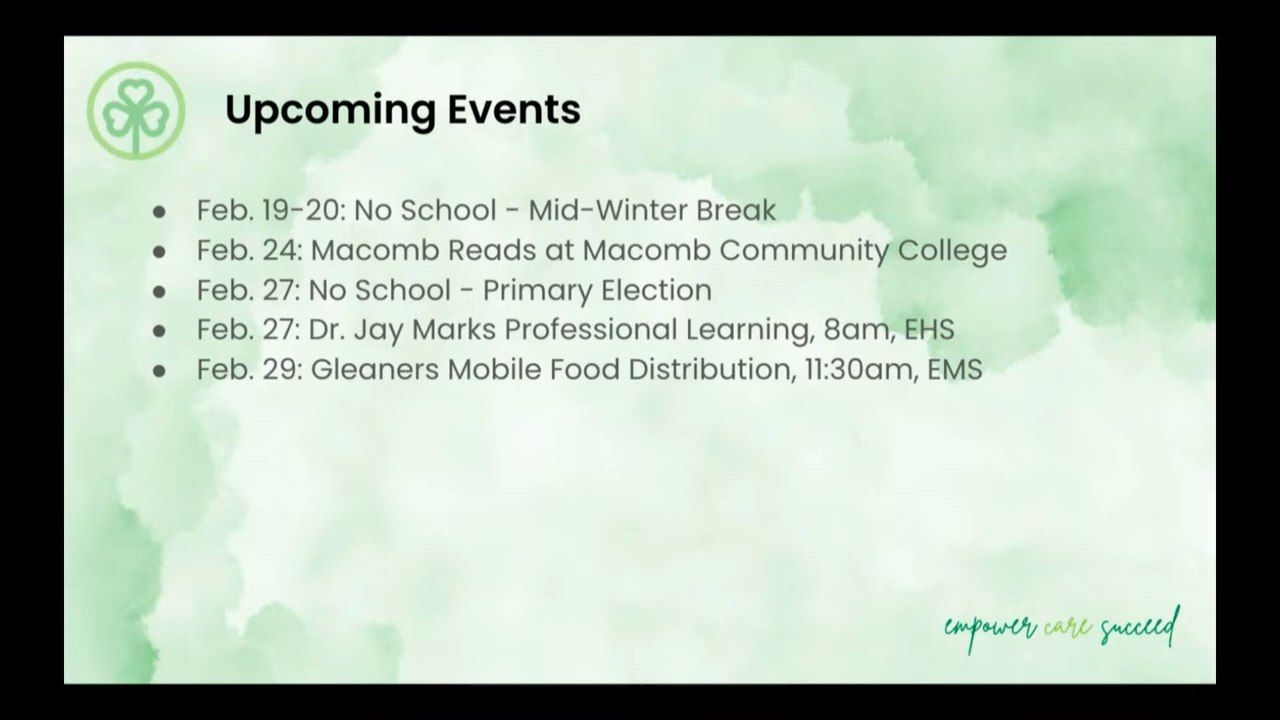 Upcoming Events
● Feb. 19-20: No School - Mid-Winter Break
● Feb. 24: Macomb Reads at Macomb Community College
● Feb. 27: No School - Primary Election
● Feb. 27: Dr. Jay Marks Professional Learning, 8am, EHS
● Feb. 29: Gleaners Mobile Food Distribution, 11:30am, EMS
empower care succeed